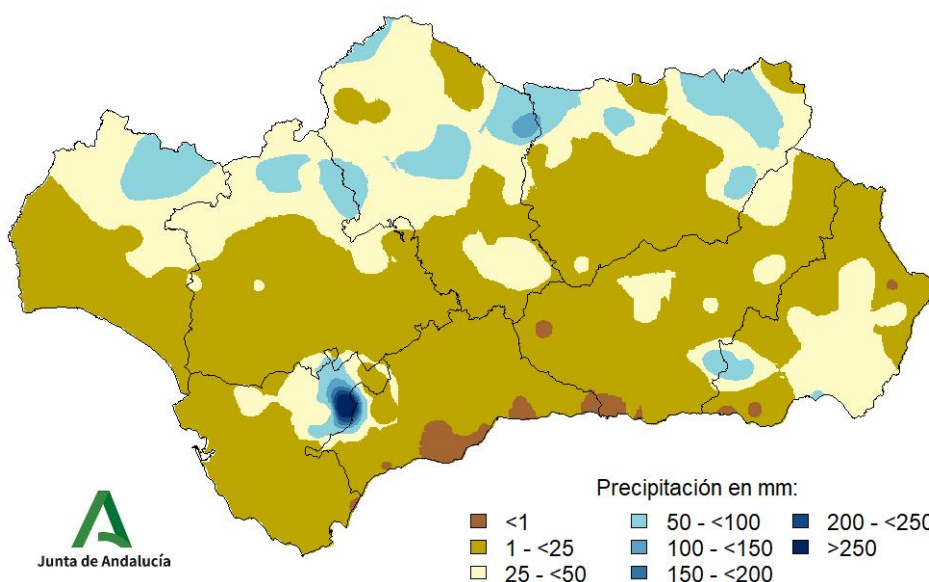 Precipitación en mm:
<1
50 - <100
200 - <250
1 - <25
100 - <150
>250
25 - <50
150 - <200
Junta de Andalucía